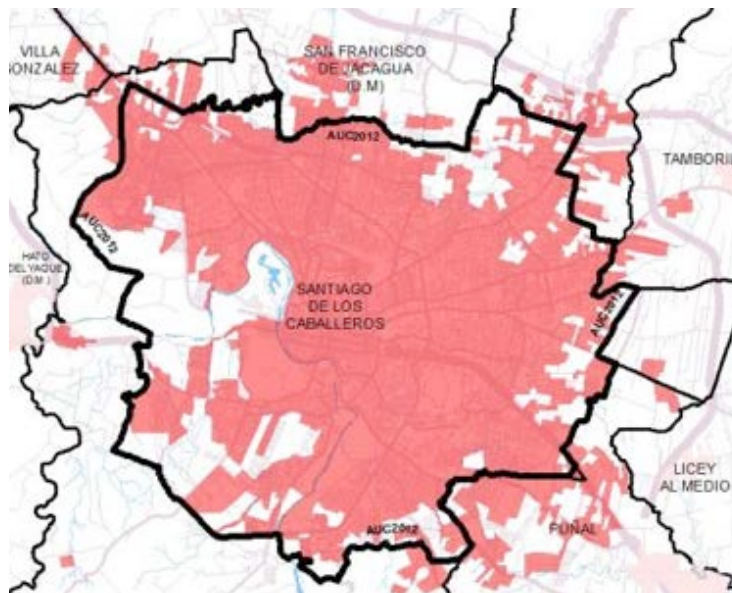 VILLA
GONZALEZ
SAN FRANCISCO
DE JACAGUA
(D.M)
AUC2012
TAMBORIL
AUC2012
HATO
DEL YAQUE
(D.M.)
SANTIAGO
DE LOS
CABALLEROS
AUC2012
LICEY
AL MEDIO
AUC2012
PUÑAL